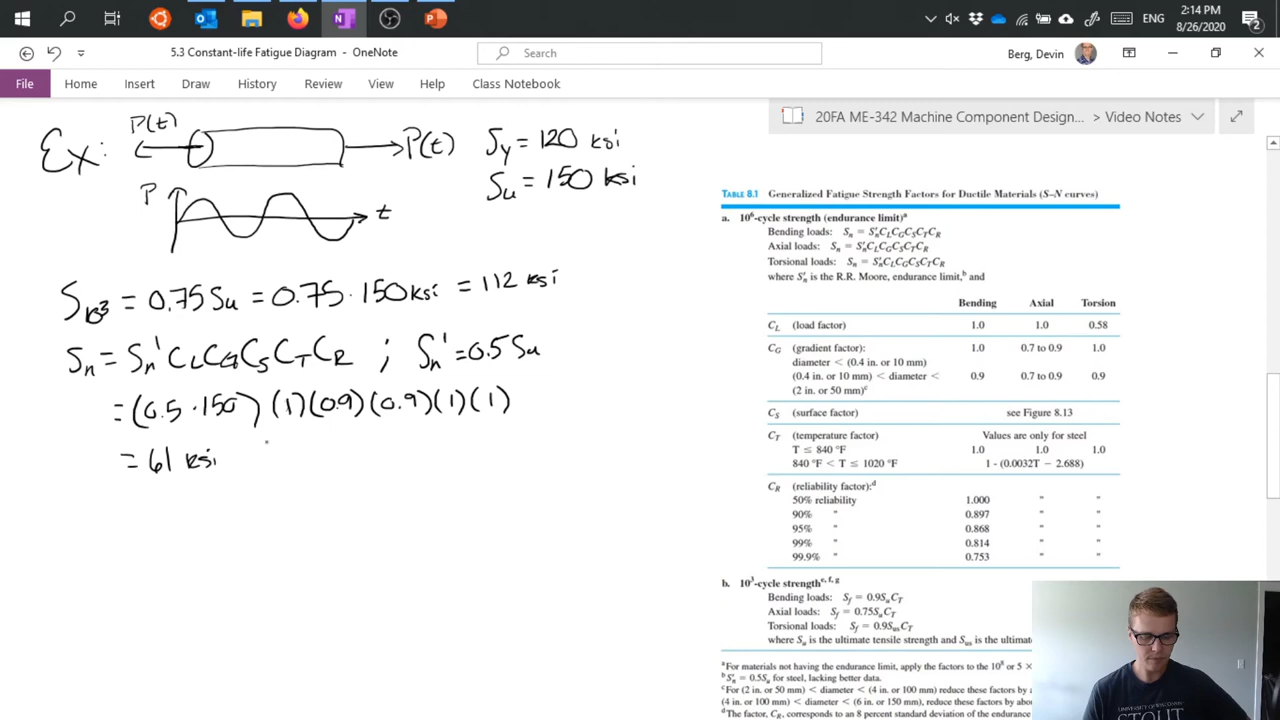 2:14 PM
ENG
8/26/2020
2
5.3 Constant-life Fatigue Diagram - OneNote
Search
Berg, Devin
File Home Insert Draw History Review View Help Class Notebook
20FA ME-342 Machine Component Design... > Video Notes
Ex:
P(t)
P(t)
Sy = 120 ksi
Su = 150 ksi
P
t
S10³ = 0.75 Su = 0.75 · 150 ksi = 112 ksi
Sn = Sn' CL CG CS CT CR ; Sn' = 0.5 Su
= (0.5 · 150) (1)(0.9)(0.9)(1)(1)
= 61 ksi
TABLE 8.1 Generalized Fatigue Strength Factors for Ductile Materials (S–N curves)
a. 10⁶-cycle strength (endurance limit)ᵃ
Bending loads: Sn = S'nCLCGCSCTCR
Axial loads: Sn = S'nCLCGCSCTCR
Torsional loads: Sn = S'nCLCGCSCTCR
where S'n is the R.R. Moore, endurance limit,ᵇ and
Bending Axial Torsion
CL (load factor) 1.0 1.0 0.58
CG (gradient factor): 1.0 0.7 to 0.9 1.0
diameter < (0.4 in. or 10 mm)
(0.4 in. or 10 mm) < diameter < 0.9 0.7 to 0.9 0.9
(2 in. or 50 mm)ᶜ
CS (surface factor) see Figure 8.13
CT (temperature factor) Values are only for steel
T ≤ 840 °F 1.0 1.0 1.0
840 °F < T ≤ 1020 °F 1 - (0.0032T − 2.688)
CR (reliability factor):ᵈ
50% reliability 1.000 " "
90% " 0.897 " "
95% " 0.868 " "
99% " 0.814 " "
99.9% " 0.753 " "
b. 10³-cycle strengthᵉ,ᶠ,ᵍ
Bending loads: Sf = 0.9SuCT
Axial loads: Sf = 0.75SuCT
Torsional loads: Sf = 0.9SusCT
where Su is the ultimate tensile strength and Sus is the ultimat
ᵃFor materials not having the endurance limit, apply the factors to the 10⁸ or 5 ×
ᵇS'n = 0.5Su for steel, lacking better data.
ᶜFor (2 in. or 50 mm) < diameter < (4 in. or 100 mm) reduce these factors by
(4 in. or 100 mm) < diameter < (6 in. or 150 mm), reduce these factors by abou
ᵈThe factor, CR, corresponds to an 8 percent standard deviation of the endurance
STOUT